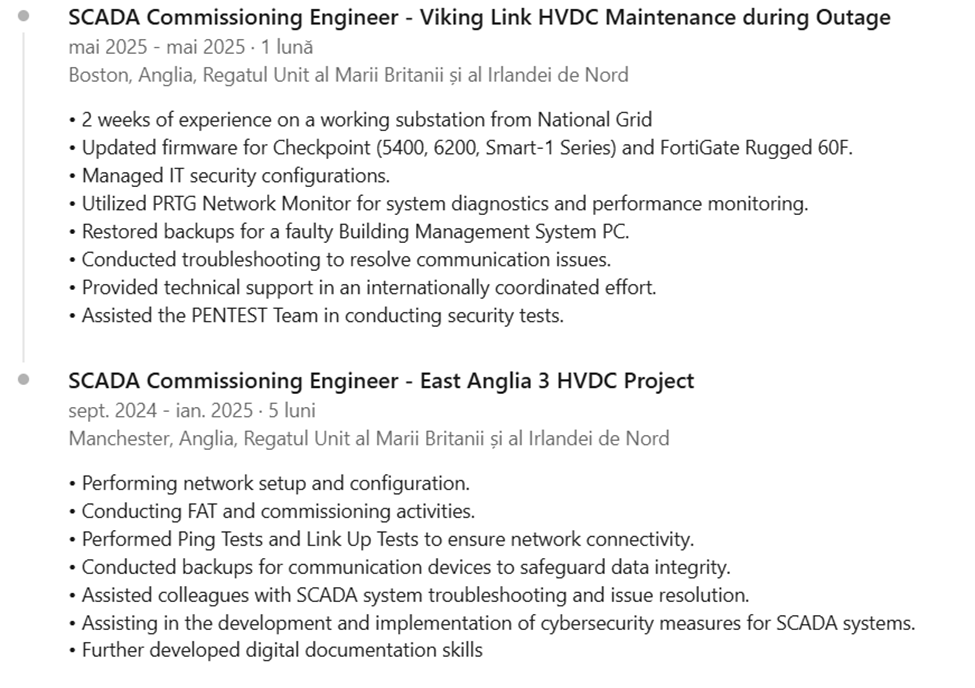 SCADA Commissioning Engineer - Viking Link HVDC Maintenance during Outage
mai 2025 - mai 2025 · 1 lună
Boston, Anglia, Regatul Unit al Marii Britanii și al Irlandei de Nord
• 2 weeks of experience on a working substation from National Grid
• Updated firmware for Checkpoint (5400, 6200, Smart-1 Series) and FortiGate Rugged 60F.
• Managed IT security configurations.
• Utilized PRTG Network Monitor for system diagnostics and performance monitoring.
• Restored backups for a faulty Building Management System PC.
• Conducted troubleshooting to resolve communication issues.
• Provided technical support in an internationally coordinated effort.
• Assisted the PENTEST Team in conducting security tests.
SCADA Commissioning Engineer - East Anglia 3 HVDC Project
sept. 2024 - ian. 2025 · 5 luni
Manchester, Anglia, Regatul Unit al Marii Britanii și al Irlandei de Nord
• Performing network setup and configuration.
• Conducting FAT and commissioning activities.
• Performed Ping Tests and Link Up Tests to ensure network connectivity.
• Conducted backups for communication devices to safeguard data integrity.
• Assisted colleagues with SCADA system troubleshooting and issue resolution.
• Assisting in the development and implementation of cybersecurity measures for SCADA systems.
• Further developed digital documentation skills